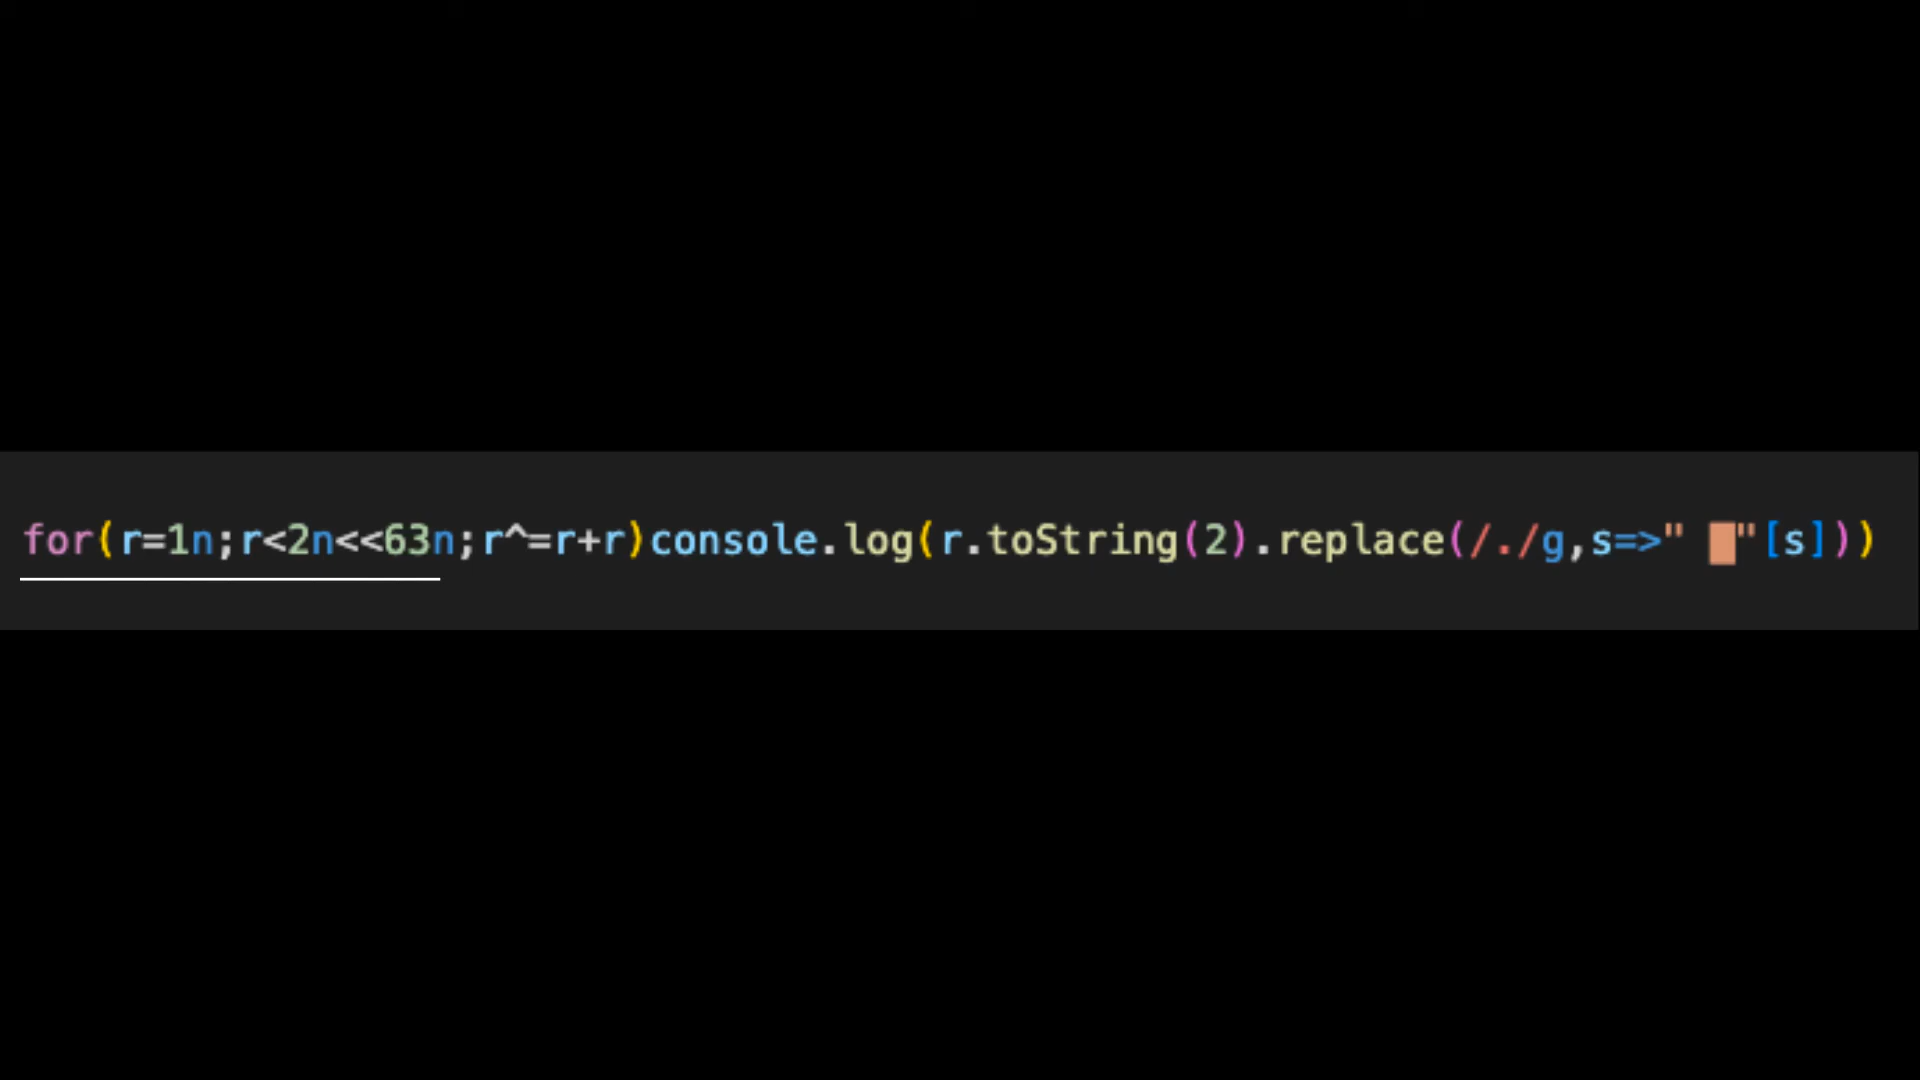 for(r=1n;r<2n<<63n;r^=r+r)console.log(r.toString(2).replace(/./g,s=>" █"[s]))